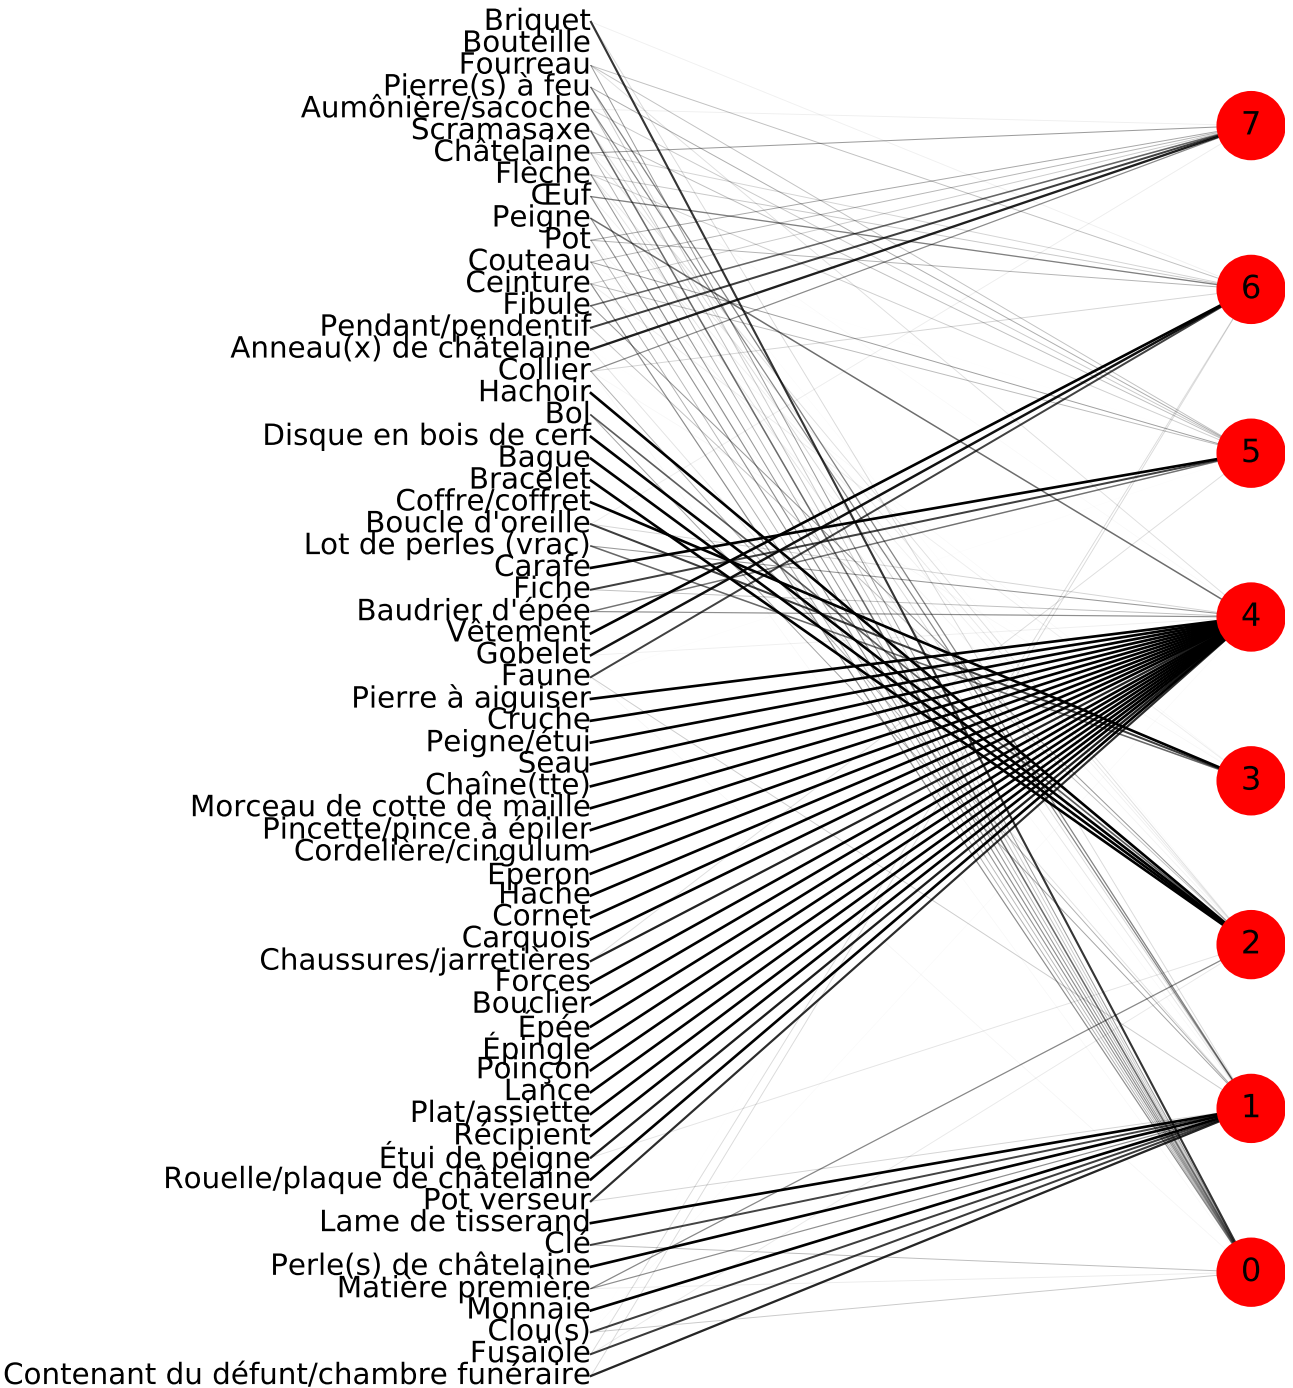 Briquet
Bouteille
Fourreau
Pierre(s) à feu
Aumônière/sacoche
Scramasaxe
Châtelaine
Flèche
Œuf
Peigne
Pot
Couteau
Ceinture
Fibule
Pendant/pendentif
Anneau(x) de châtelaine
Collier
Hachoir
Bol
Disque en bois de cerf
Bague
Bracelet
Coffre/coffret
Boucle d'oreille
Lot de perles (vrac)
Carafe
Fiche
Baudrier d'épée
Vêtement
Gobelet
Faune
Pierre à aiguiser
Cruche
Peigne/étui
Seau
Chaîne(tte)
Morceau de cotte de maille
Pincette/pince à épiler
Cordelière/cingulum
Éperon
Hache
Cornet
Carquois
Chaussures/jarretières
Forces
Bouclier
Épée
Épingle
Poinçon
Lance
Plat/assiette
Récipient
Étui de peigne
Rouelle/plaque de châtelaine
Pot verseur
Lame de tisserand
Clé
Perle(s) de châtelaine
Matière première
Monnaie
Clou(s)
Fusaïole
Contenant du défunt/chambre funéraire
7
6
5
4
3
2
1
0